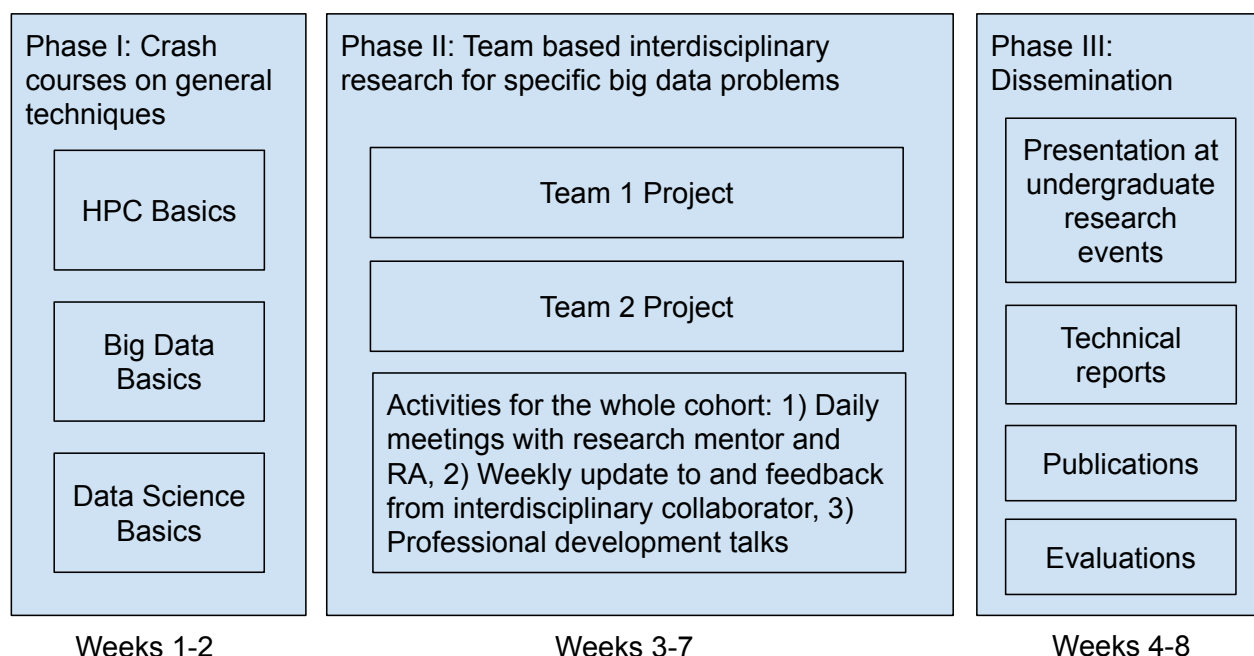 Phase I: Crash
courses on general
techniques
HPC Basics
Big Data
Basics
Data Science
Basics
Weeks 1-2
Phase II: Team based interdisciplinary
research for specific big data problems
Team 1 Project
Team 2 Project
Activities for the whole cohort: 1) Daily
meetings with research mentor and
RA, 2) Weekly update to and feedback
from interdisciplinary collaborator, 3)
Professional development talks
Weeks 3-7
Phase III:
Dissemination
Presentation at
undergraduate
research
events
Technical
reports
Publications
Evaluations
Weeks 4-8